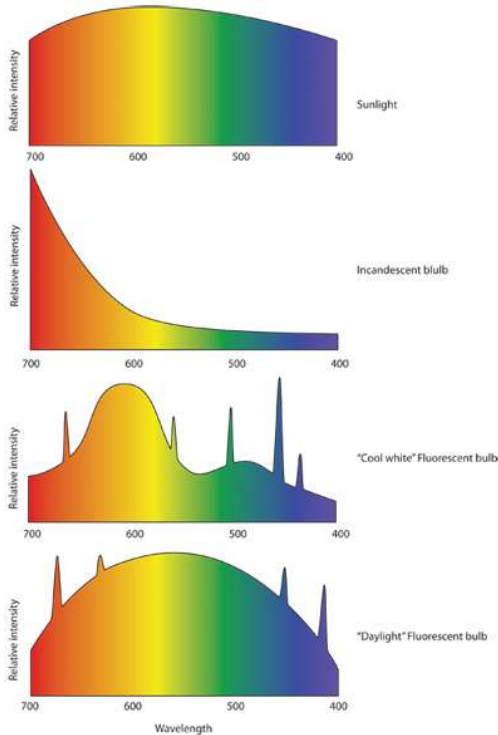 Relative intensity
Sunlight
700 600 500 400
Relative intensity
Incandescent blulb
700 600 500 400
Relative intensity
"Cool white" Fluorescent bulb
700 600 500 400
Relative intensity
"Daylight" Fluorescent bulb
700 600 500 400
Wavelength